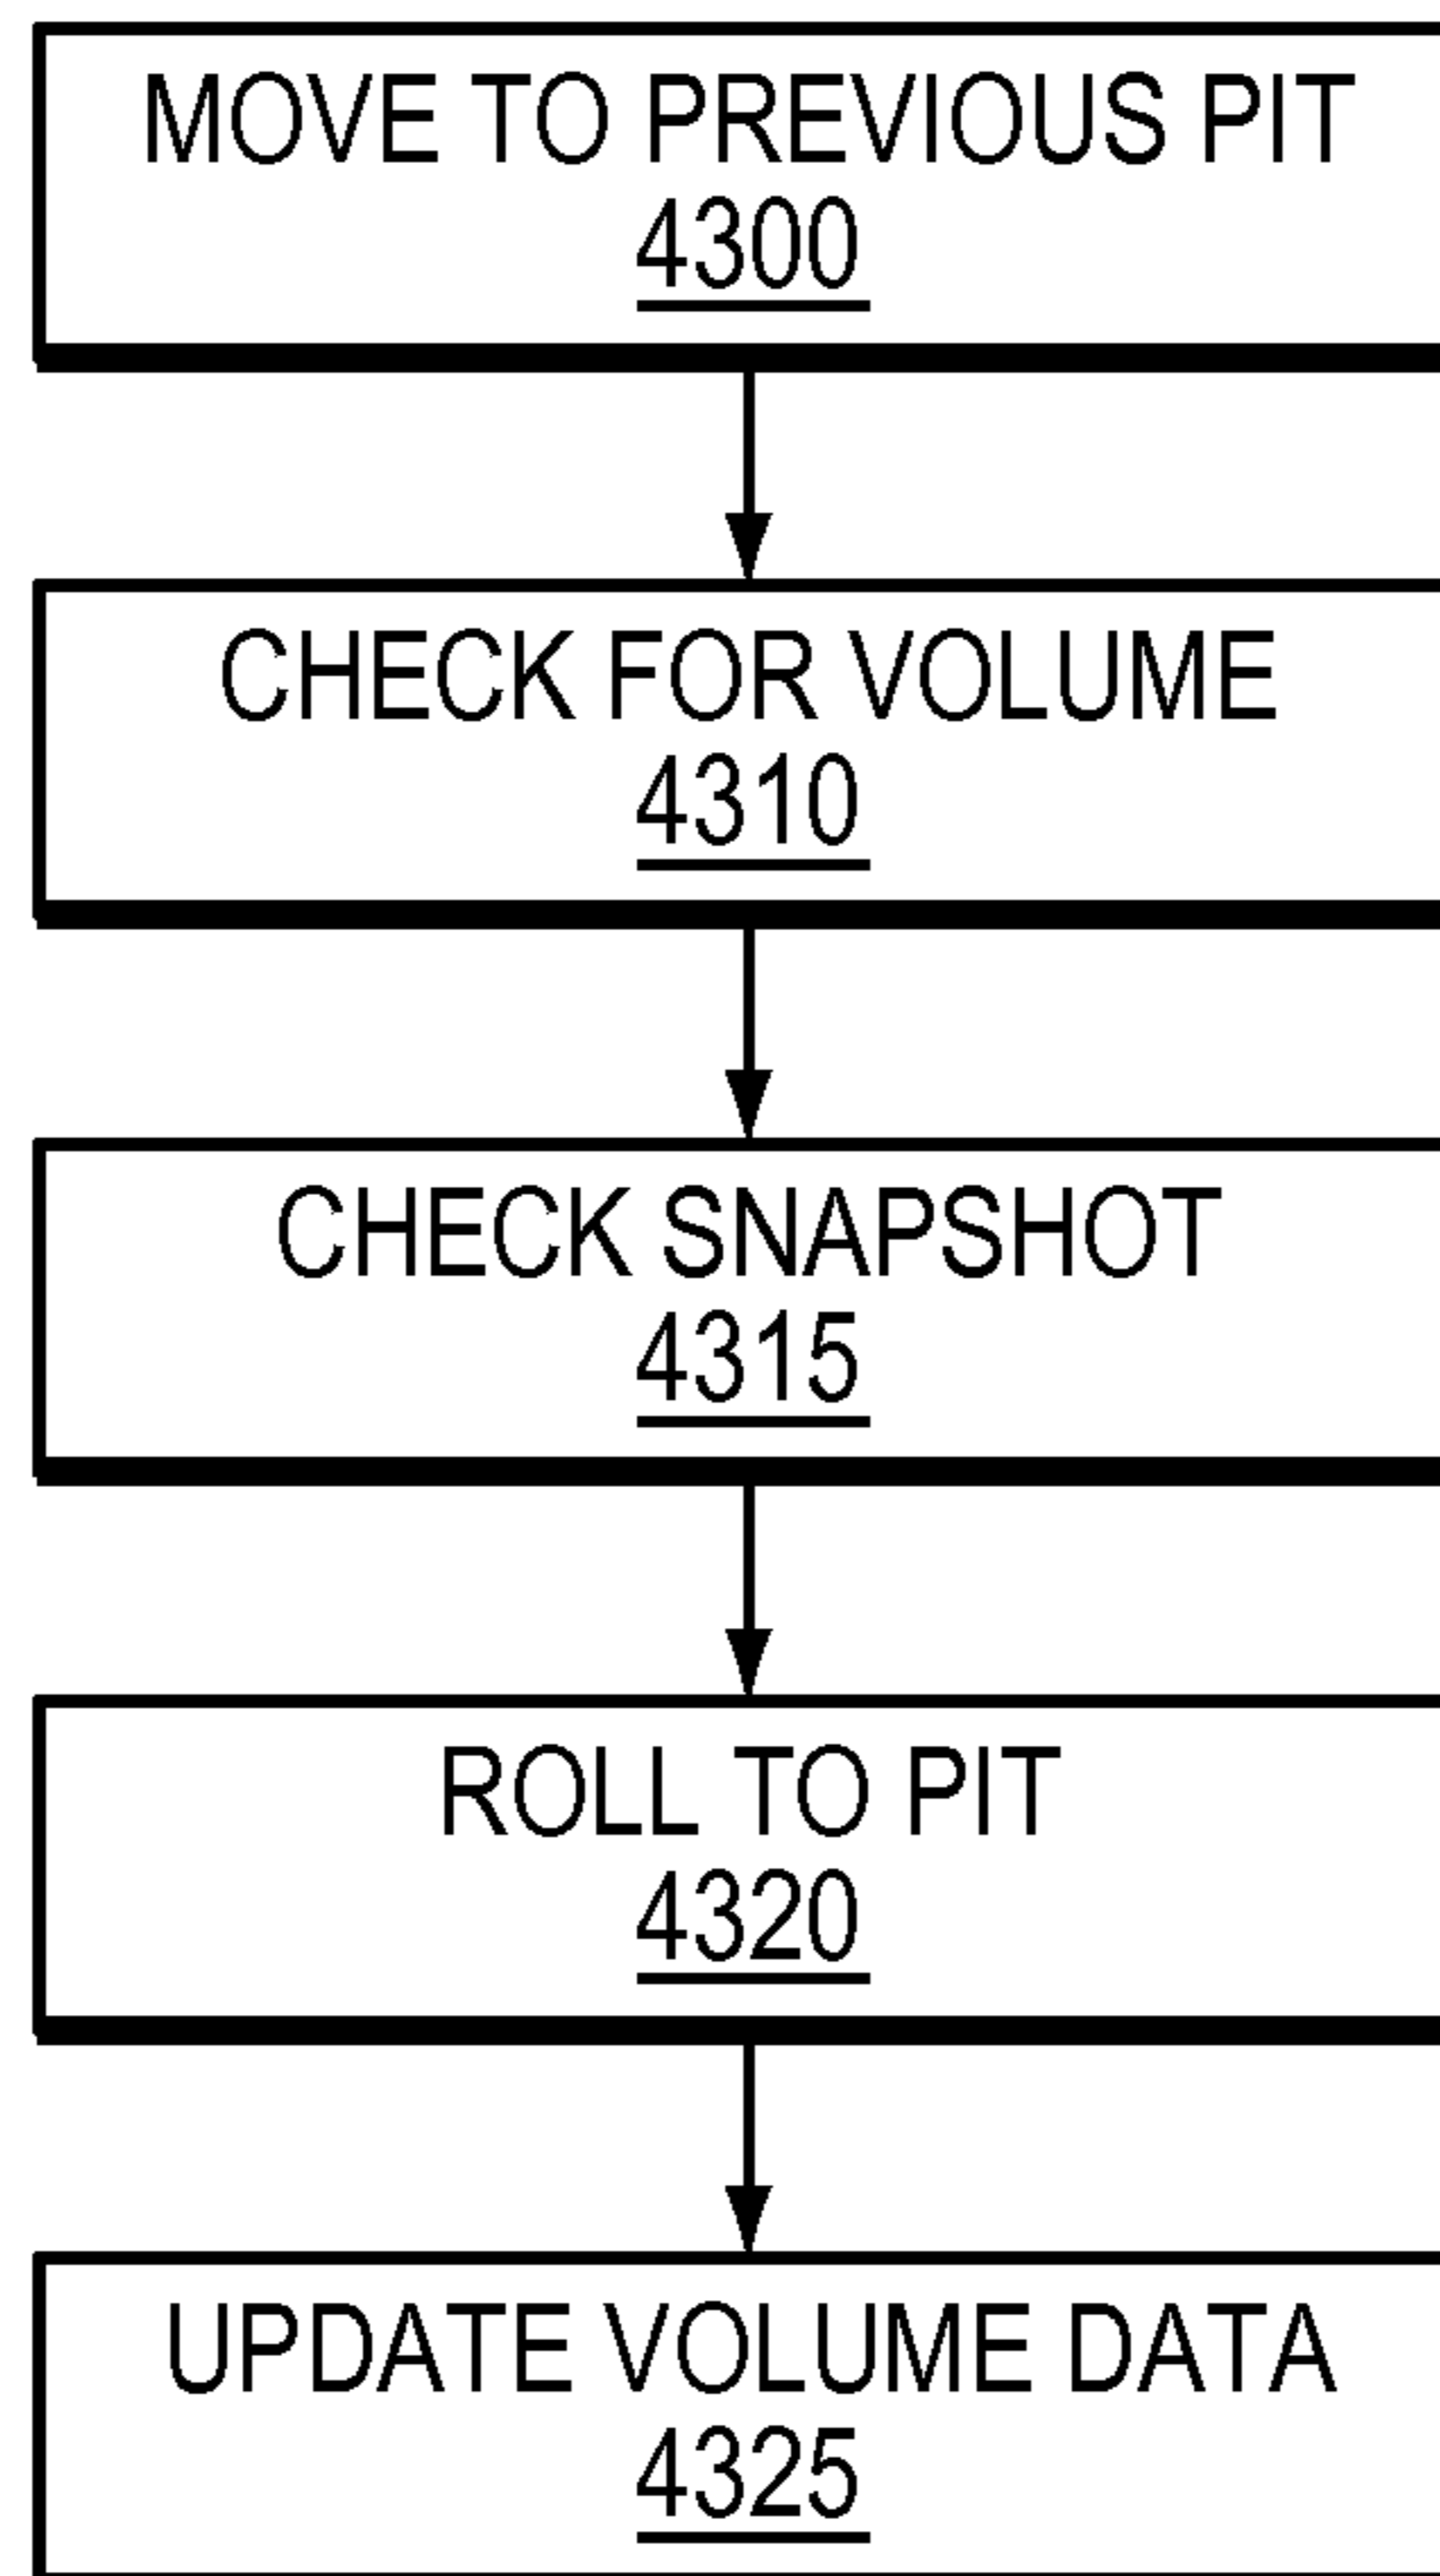 MOVE TO PREVIOUS PIT
4300
CHECK FOR VOLUME
4310
CHECK SNAPSHOT
4315
ROLL TO PIT
4320
UPDATE VOLUME DATA
4325